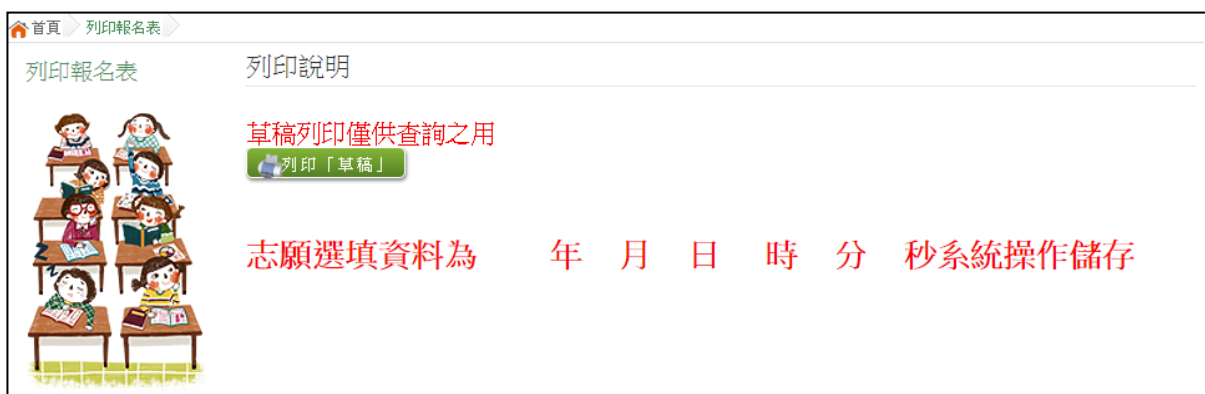 首頁 列印報名表
列印報名表
列印說明
草稿列印僅供查詢之用
列印「草稿」
志願選填資料為 年 月 日 時 分 秒系統操作儲存